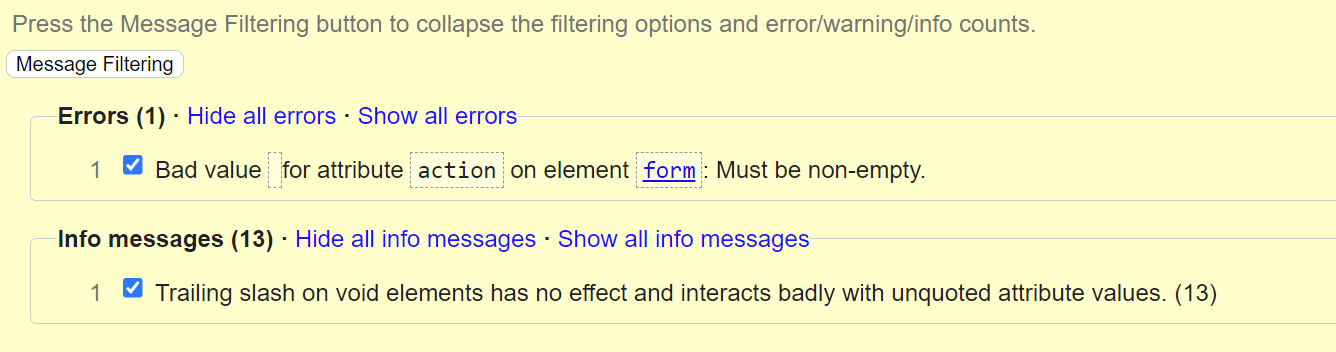 Press the Message Filtering button to collapse the filtering options and error/warning/info counts.
Message Filtering
Errors (1) · Hide all errors · Show all errors
1 Bad value for attribute action on element form: Must be non-empty.
Info messages (13) · Hide all info messages · Show all info messages
1 Trailing slash on void elements has no effect and interacts badly with unquoted attribute values. (13)